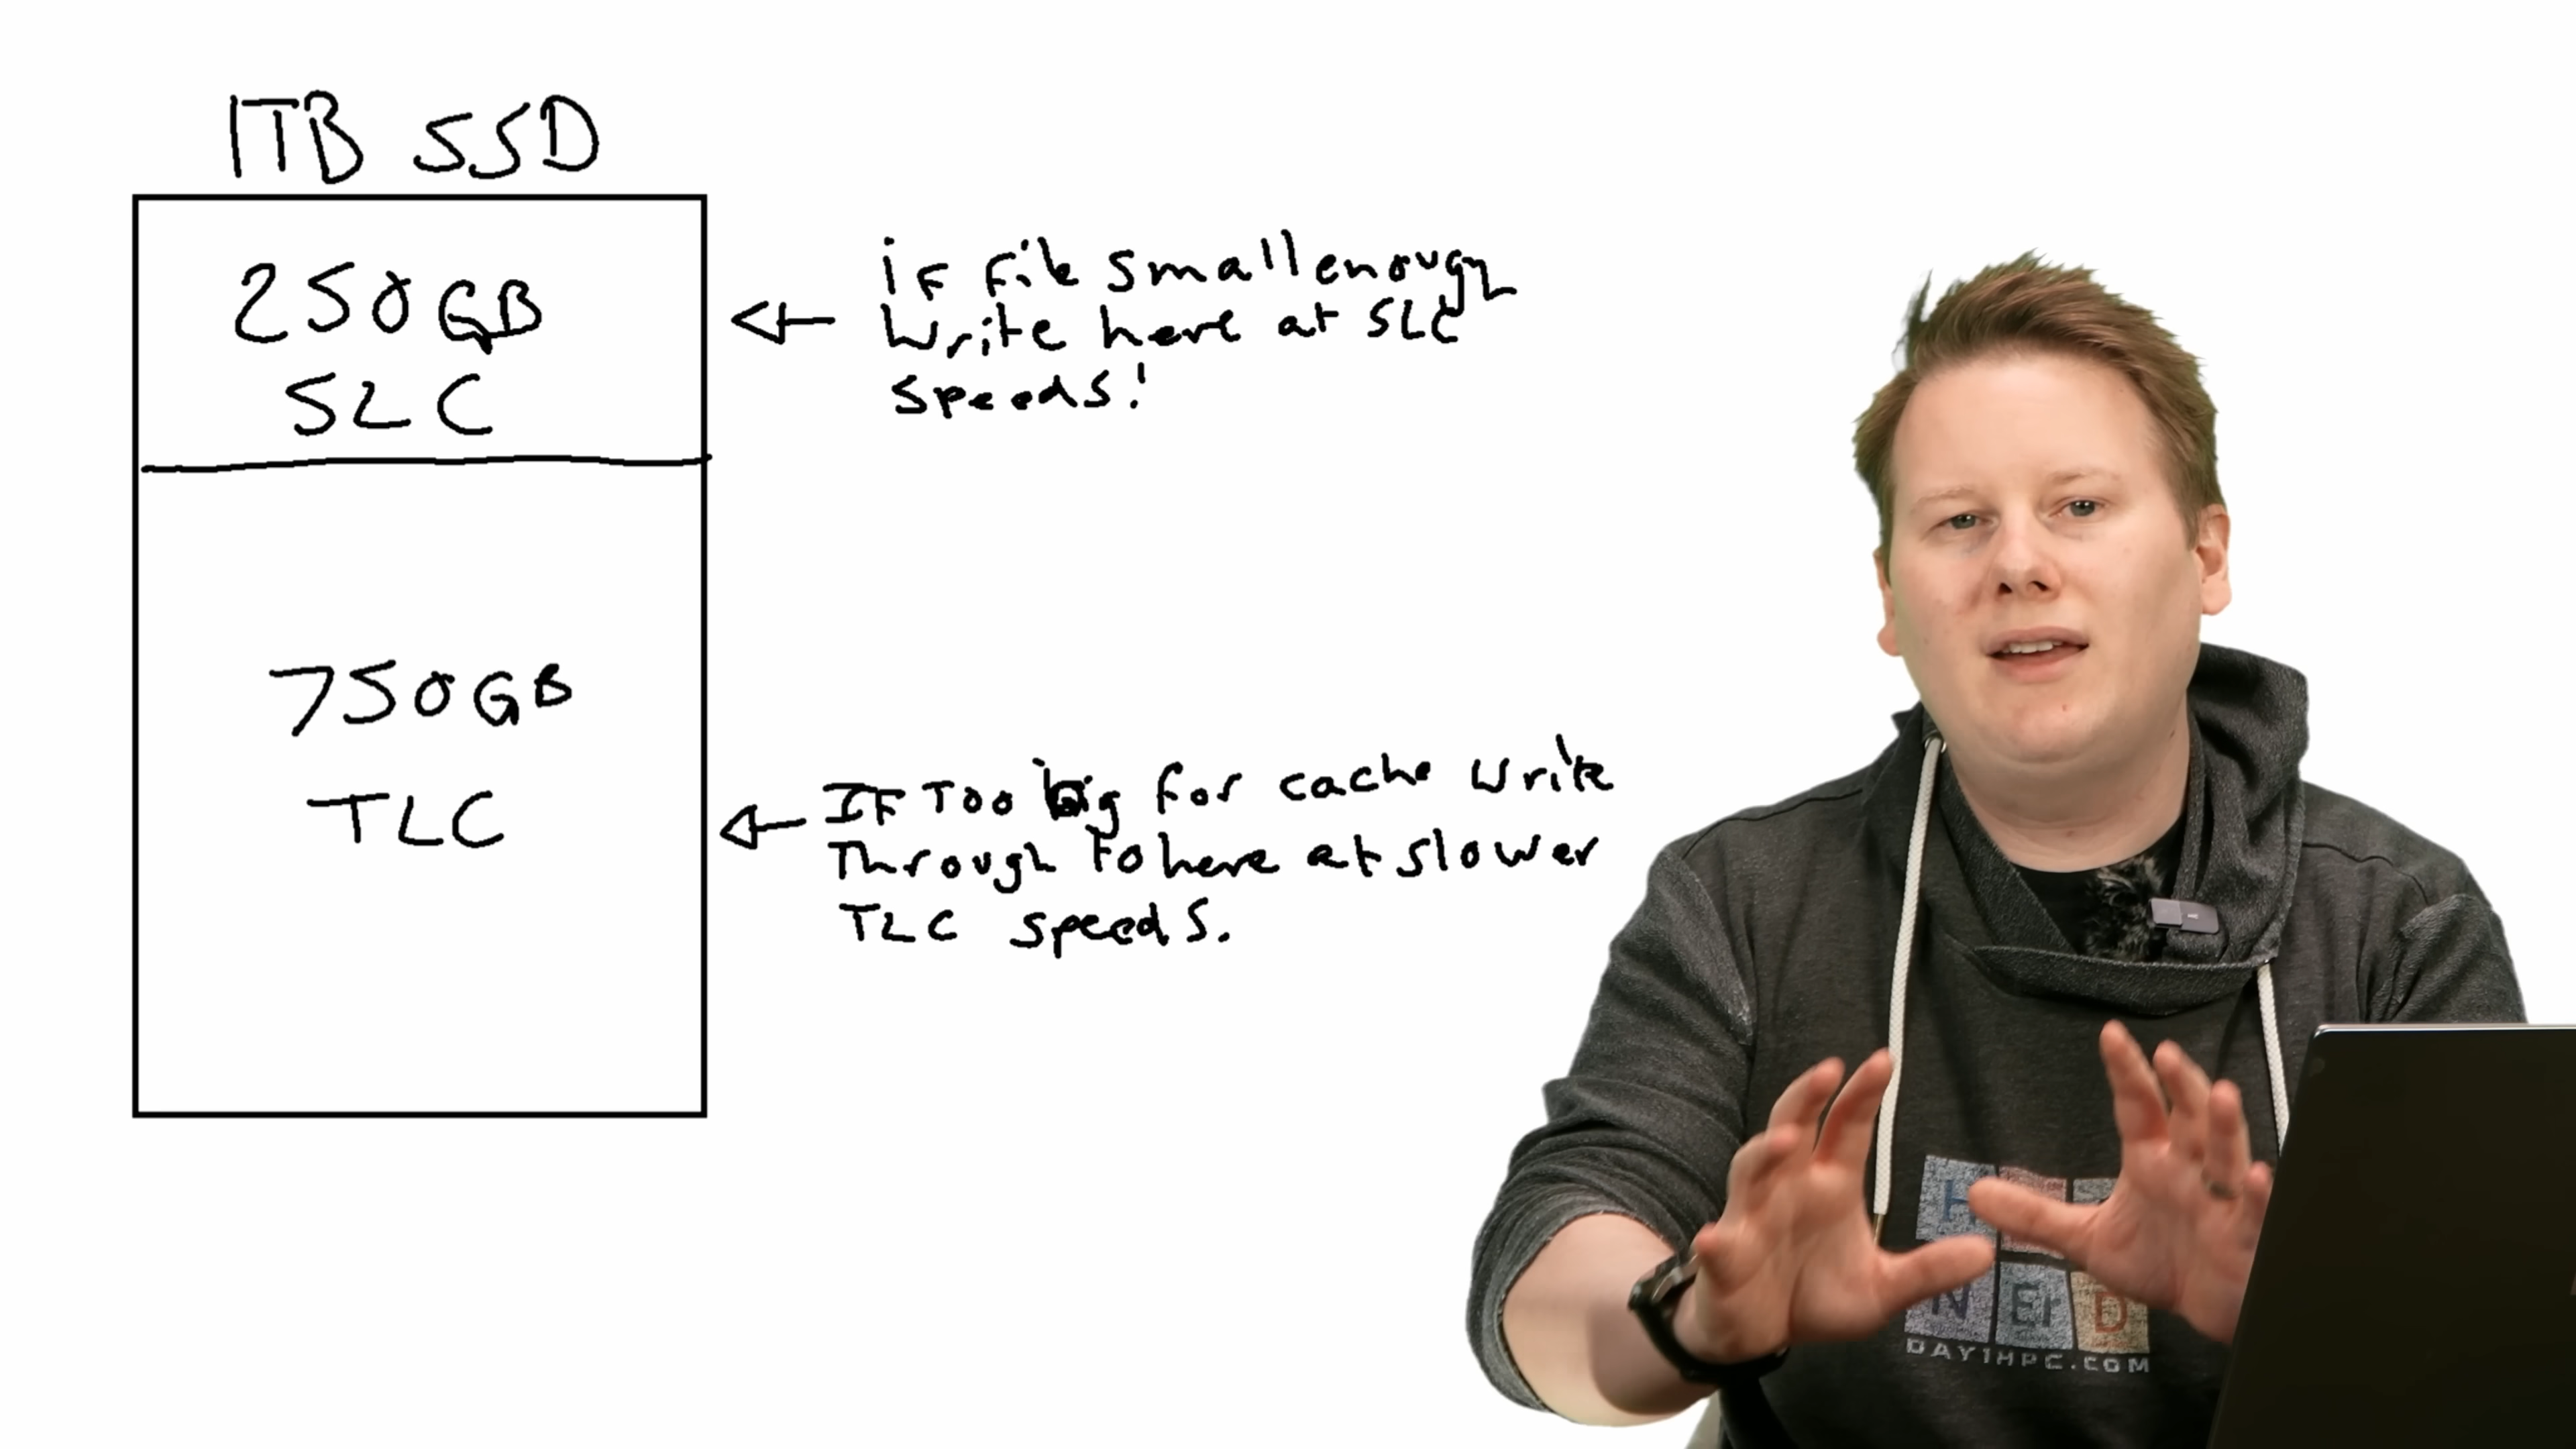 1TB SSD
250GB
SLC
if file small enough
write here at SLC
speeds!
750GB
TLC
IF Too big for cache write
Through to here at slower
TLC speeds.
H
N Er D
DAY1HPC.COM